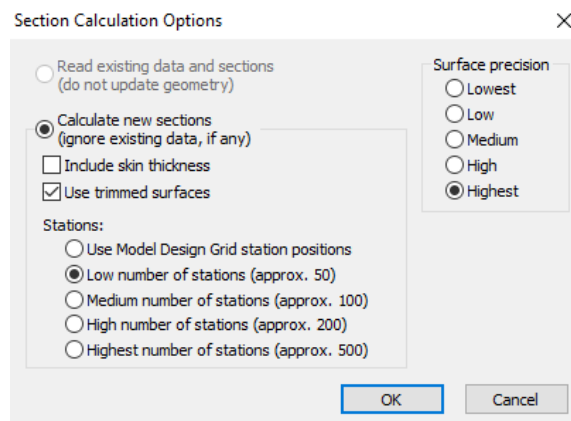 Section Calculation Options
Read existing data and sections
(do not update geometry)
Calculate new sections
(ignore existing data, if any)
Include skin thickness
Use trimmed surfaces
Stations:
Use Model Design Grid station positions
Low number of stations (approx. 50)
Medium number of stations (approx. 100)
High number of stations (approx. 200)
Highest number of stations (approx. 500)
Surface precision
Lowest
Low
Medium
High
Highest
OK
Cancel